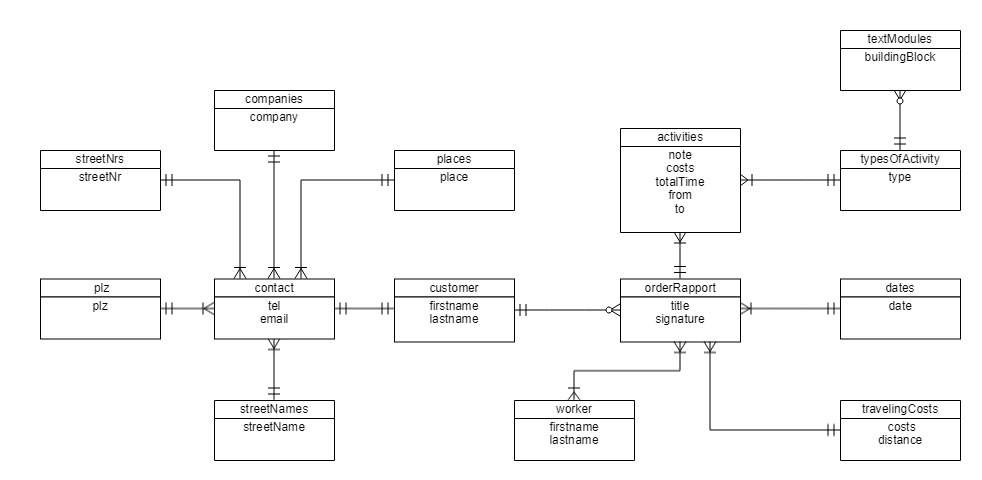 textModules
buildingBlock
companies
company
streetNrs
streetNr
places
place
activities
note
costs
totalTime
from
to
typesOfActivity
type
plz
plz
contact
tel
email
customer
firstname
lastname
orderRapport
title
signature
dates
date
streetNames
streetName
worker
firstname
lastname
travelingCosts
costs
distance